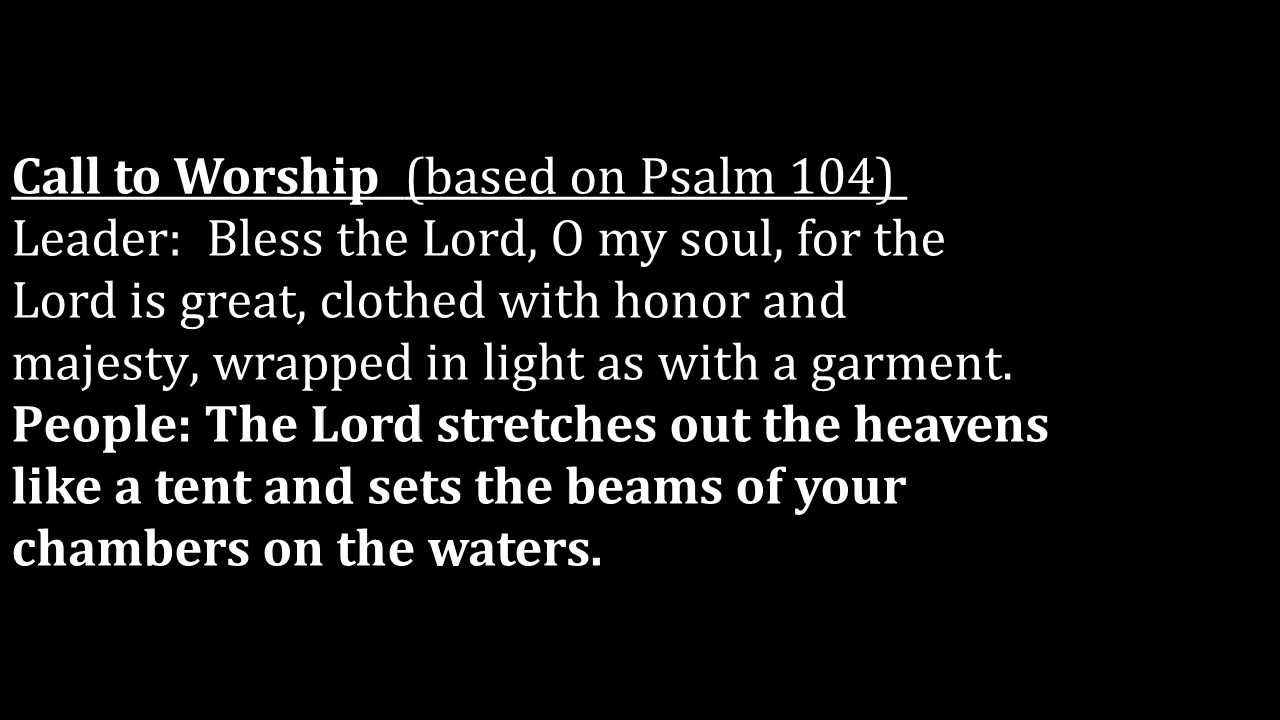 Call to Worship  (based on Psalm 104)
Leader:  Bless the Lord, O my soul, for the
Lord is great, clothed with honor and
majesty, wrapped in light as with a garment.
People: The Lord stretches out the heavens
like a tent and sets the beams of your
chambers on the waters.